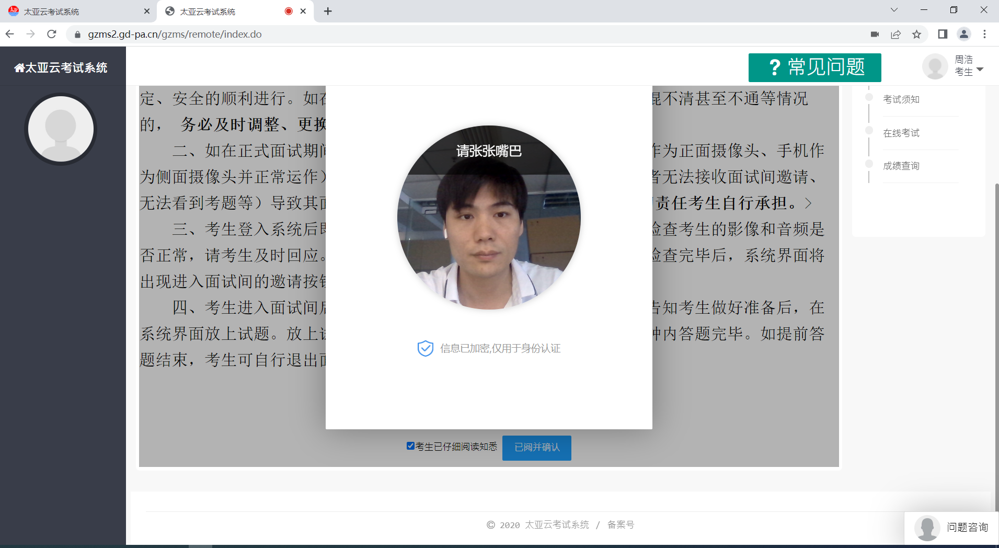 太亚云考试系统
太亚云考试系统
gzms2.gd-pa.cn/gzms/remote/index.do
太亚云考试系统
? 常见问题
周浩
考生
定、安全的顺利进行。如在
混不清甚至不通等情况
的， 务必及时调整、更换
二、如在正式面试期间
作为正面摄像头、手机作
为侧面摄像头并正常运作）
者无法接收面试间邀请、
无法看到考题等）导致其面
责任考生自行承担。>
三、考生登入系统后即
检查考生的影像和音频是
否正常，请考生及时回应。
检查完毕后，系统界面将
出现进入面试间的邀请按钮
四、考生进入面试间后
告知考生做好准备后，在
系统界面放上试题。放上试
钟内答题完毕。如提前答
题结束，考生可自行退出面
请张张嘴巴
信息已加密,仅用于身份认证
考生已仔细阅读知悉
已阅并确认
考试须知
在线考试
成绩查询
© 2020 太亚云考试系统 / 备案号
问题咨询